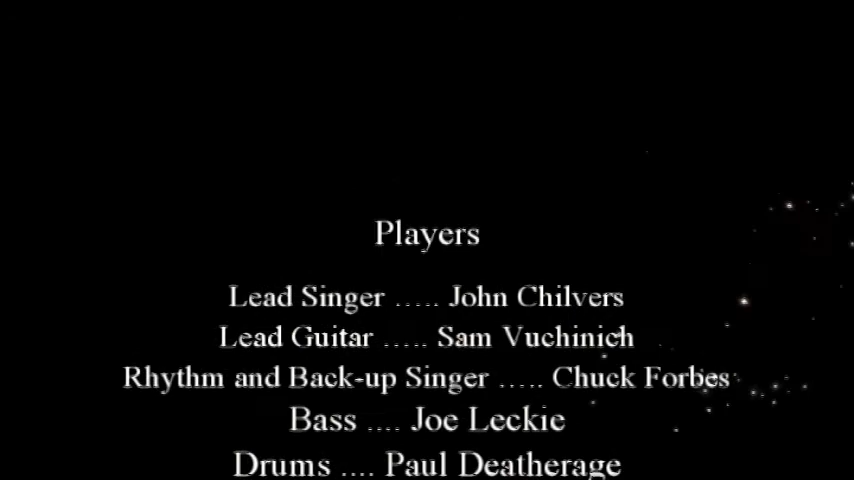 Players
Lead Singer ..... John Chilvers
Lead Guitar ..... Sam Vuchinich
Rhythm and Back-up Singer ..... Chuck Forbes
Bass .... Joe Leckie
Drums .... Paul Deatherage